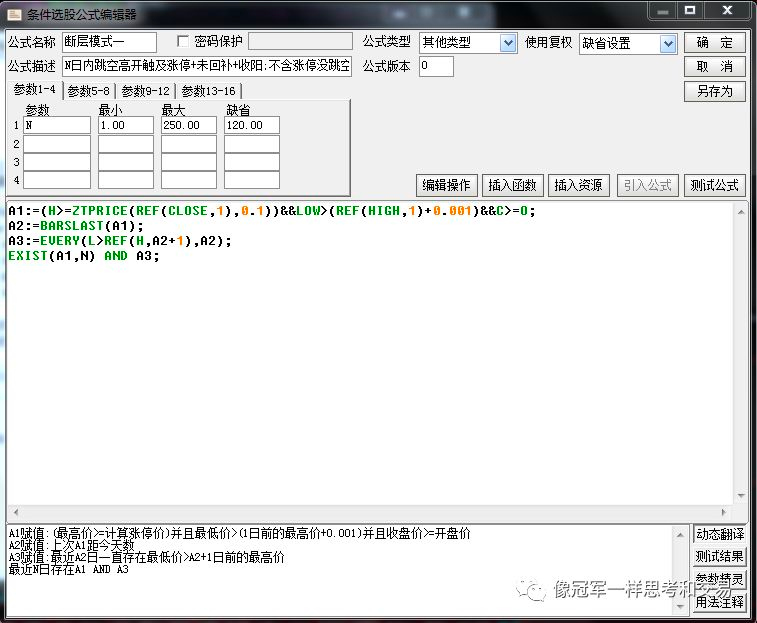 条件选股公式编辑器
公式名称 断层模式一 密码保护 公式类型 其他类型 使用复权 缺省设置 确 定
公式描述 N日内跳空高开触及涨停+未回补+收阳;不含涨停没跳空 公式版本 0 取 消
参数1-4 参数5-8 参数9-12 参数13-16 另存为
参数 最小 最大 缺省
1 N 1.00 250.00 120.00
2
3
4
编辑操作 插入函数 插入资源 引入公式 测试公式
A1:=(H>=ZTPRICE(REF(CLOSE,1),0.1))&&LOW>(REF(HIGH,1)+0.001)&&C>=O;
A2:=BARSLAST(A1);
A3:=EVERY(L>REF(H,A2+1),A2);
EXIST(A1,N) AND A3;
A1赋值:(最高价>=计算涨停价)并且最低价>(1日前的最高价+0.001)并且收盘价>=开盘价
A2赋值:上次A1距今天数
A3赋值:最近A2日一直存在最低价>A2+1日前的最高价
最近N日存在A1 AND A3
动态翻译
测试结果
参数精灵
用法注释
像冠军一样思考和交易